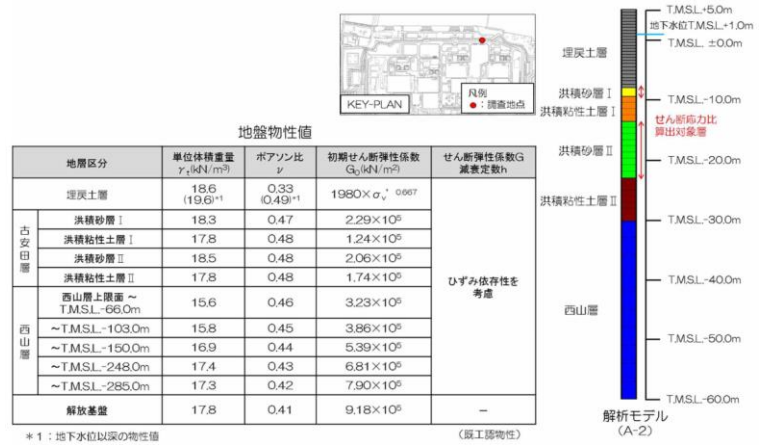 KEY-PLAN
凡例
●：調査地点
地盤物性値
地層区分
単位体積重量
γt(kN/m³)
ポアソン比
ν
初期せん断弾性係数
G₀(kN/m²)
せん断弾性係数G
減衰定数h
埋戻土層
18.6
(19.6)*¹
0.33
(0.49)*¹
1980×σv' 0.667
ひずみ依存性を
考慮
古安田層
洪積砂層Ⅰ 18.3 0.47 2.29×10⁵
洪積粘性土層Ⅰ 17.8 0.48 1.24×10⁵
洪積砂層Ⅱ 18.5 0.48 2.06×10⁵
洪積粘性土層Ⅱ 17.8 0.48 1.74×10⁵
西山層
西山層上限面 ～
T.M.S.L.-66.0m
15.6 0.46 3.23×10⁵
～T.M.S.L.-103.0m 15.8 0.45 3.86×10⁵
～T.M.S.L.-150.0m 16.9 0.44 5.39×10⁵
～T.M.S.L.-248.0m 17.4 0.43 6.81×10⁵
～T.M.S.L.-285.0m 17.3 0.42 7.90×10⁵
解放基盤 17.8 0.41 9.18×10⁵ －
＊1：地下水位以深の物性値
(既工認物性)
T.M.S.L.+5.0m
地下水位T.M.S.L.+1.0m
T.M.S.L. ±0.0m
埋戻土層
洪積砂層Ⅰ
T.M.S.L.-10.0m
洪積粘性土層Ⅰ
せん断応力比
算出対象層
洪積砂層Ⅱ
T.M.S.L.-20.0m
洪積粘性土層Ⅱ
T.M.S.L.-30.0m
T.M.S.L.-40.0m
西山層
T.M.S.L.-50.0m
T.M.S.L.-60.0m
解析モデル
(A-2)